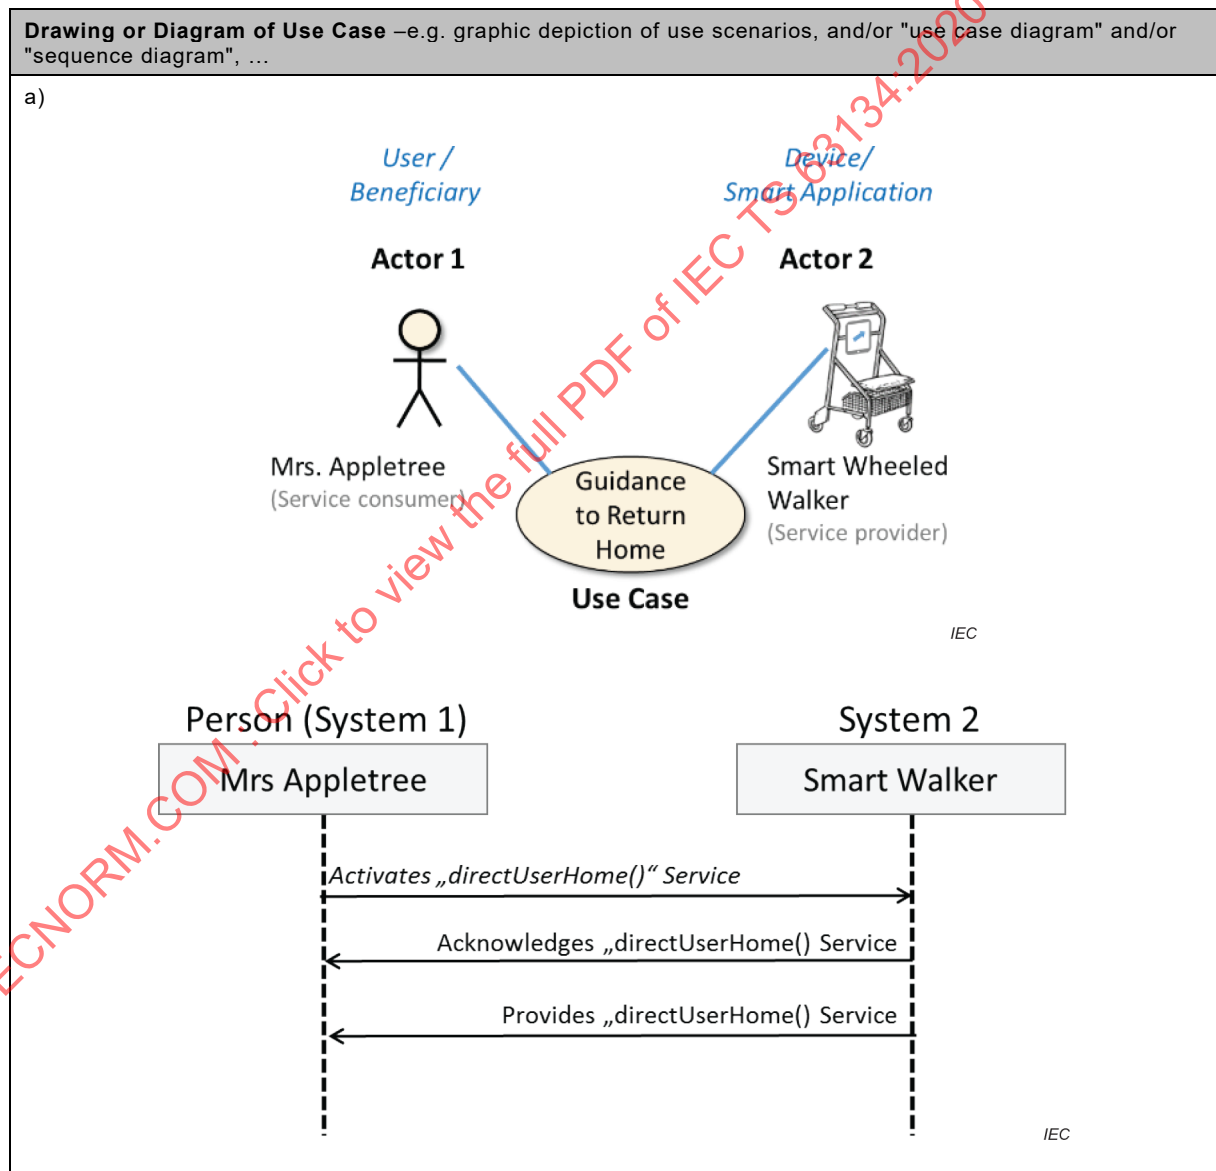 Drawing or Diagram of Use Case –e.g. graphic depiction of use scenarios, and/or "use case diagram" and/or
"sequence diagram", ...
a)
User /
Beneficiary
Device/
Smart Application
Actor 1
Actor 2
Mrs. Appletree
(Service consumer)
Smart Wheeled
Walker
(Service provider)
Guidance
to Return
Home
Use Case
IEC
Person (System 1)
System 2
Mrs Appletree
Smart Walker
Activates „directUserHome()“ Service
Acknowledges „directUserHome() Service
Provides „directUserHome() Service
IEC
ECNORM.COM : Click to view the full PDF of IEC TS 63134:2020